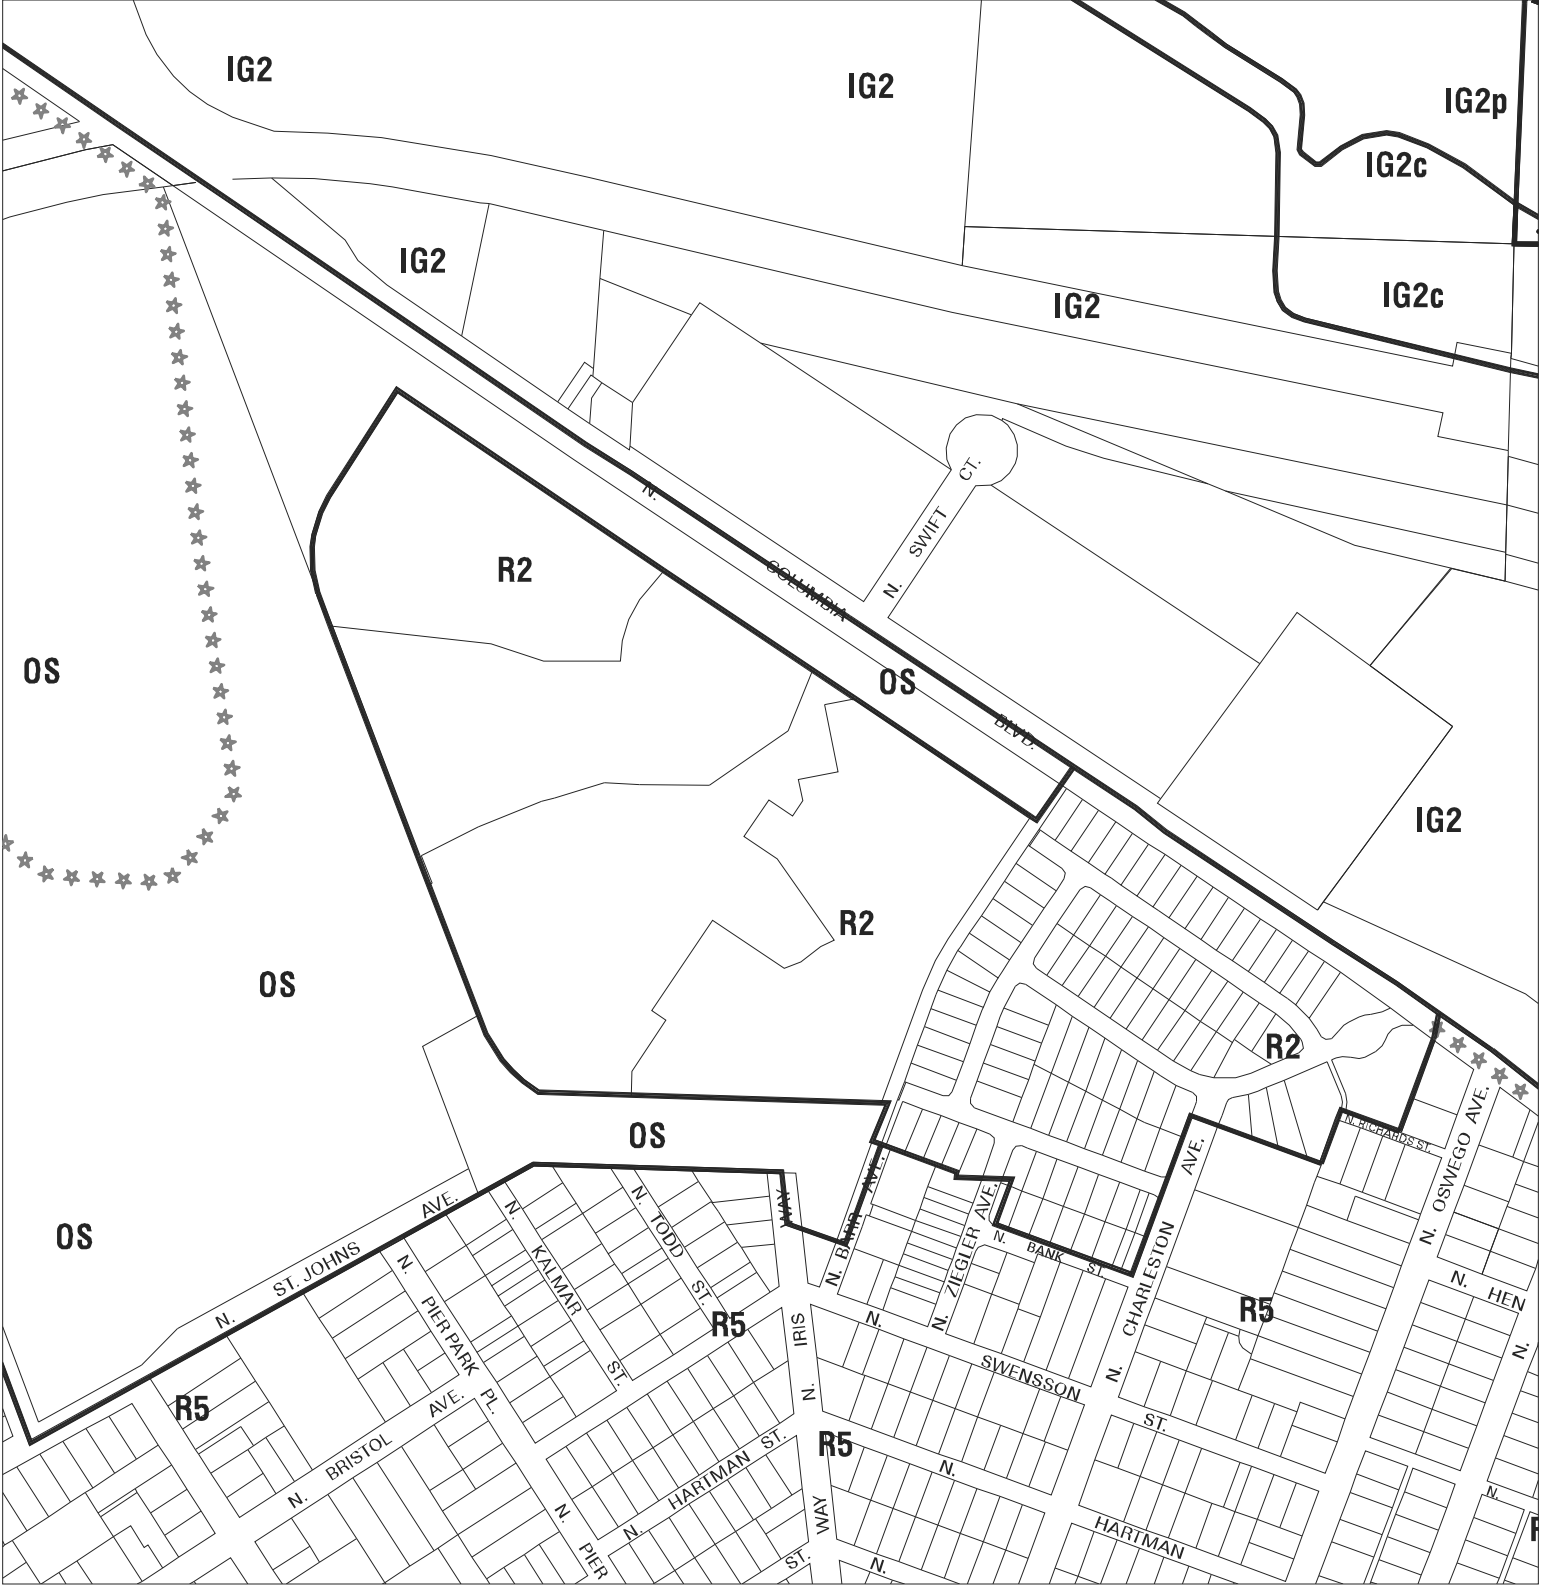 IG2
IG2
IG2p
IG2c
IG2
IG2c
IG2
N. COLUMBIA BLVD.
N. SWIFT CT.
R2
OS
OS
IG2
R2
OS
R2
OS
OS
N. RICHARDS ST.
N. OSWEGO AVE.
N. ST. JOHNS AVE.
N. KALMAR ST.
N. TODD ST.
WAY
N. BARR AVE.
N. ZIEGLER AVE.
N. BANK ST.
N. CHARLESTON AVE.
N. HEN
N.
R5
R5
N. PIER PARK PL.
IRIS
N.
N. SWENSSON ST.
R5
N. BRISTOL AVE.
R5
N. HARTMAN ST.
N. HARTMAN
WAY
N. PIER
ST.
N.
N.